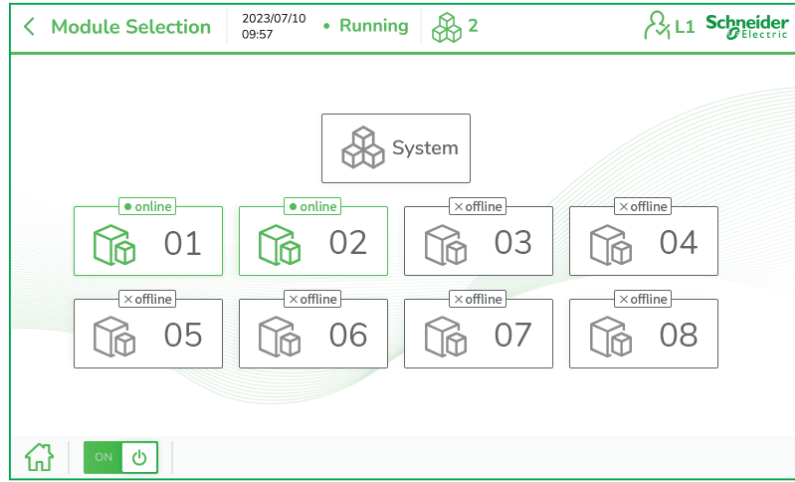 Module Selection
2023/07/10
09:57
Running
2
L1
Schneider
Electric
System
online
online
offline
offline
01
02
03
04
offline
offline
offline
offline
05
06
07
08
ON